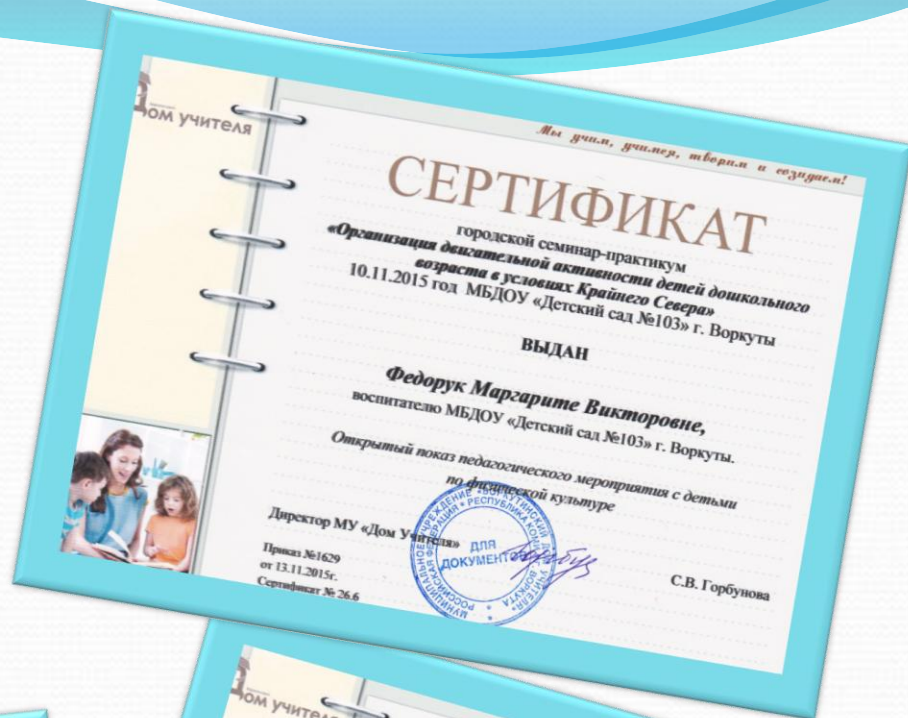 Дом учителя
Мы учим, учимся, творим и созидаем!
СЕРТИФИКАТ
городской семинар-практикум
«Организация двигательной активности детей дошкольного
возраста в условиях Крайнего Севера»
10.11.2015 год МБДОУ «Детский сад №103» г. Воркуты
ВЫДАН
Федорук Маргарите Викторовне,
воспитателю МБДОУ «Детский сад №103» г. Воркуты.
Открытый показ педагогического мероприятия с детьми
по физической культуре
Директор МУ «Дом Учителя»
С.В. Горбунова
Приказ №1629
от 13.11.2015г.
Сертификат № 26.6
ДЛЯ
ДОКУМЕНТОВ
Дом учителя